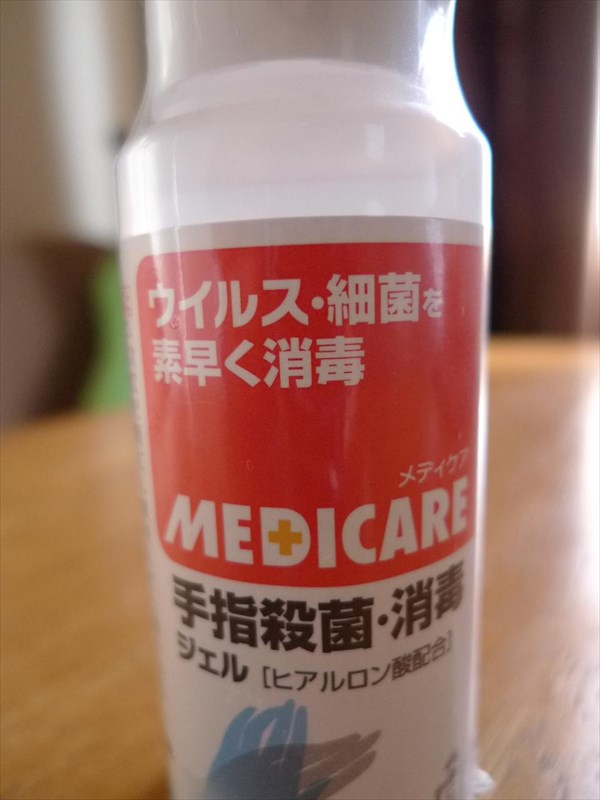 ウイルス・細菌を
素早く消毒
メディケア
MEDICARE
手指殺菌・消毒
ジェル [ヒアルロン酸配合]